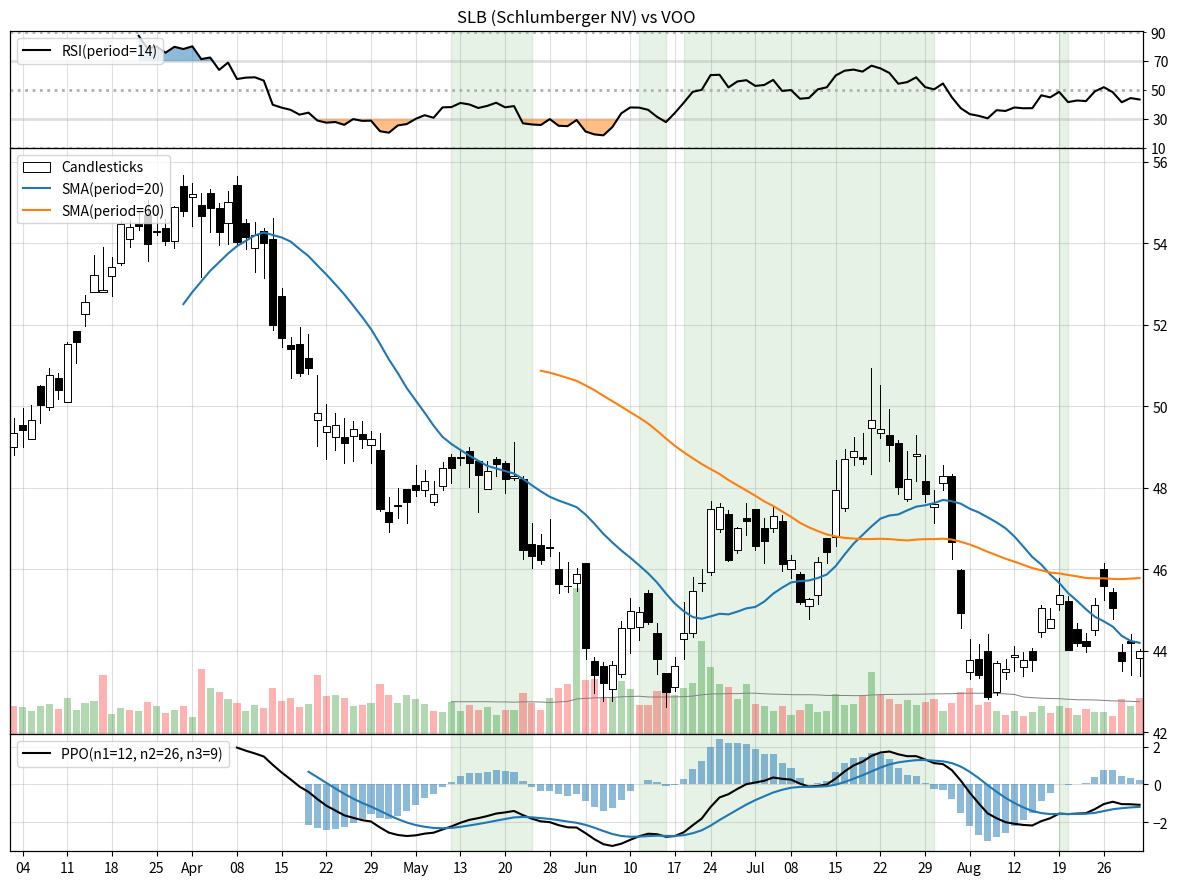 SLB (Schlumberger NV) vs VOO
RSI(period=14)
90
70
50
30
10
Candlesticks
SMA(period=20)
SMA(period=60)
56
54
52
50
48
46
44
42
PPO(n1=12, n2=26, n3=9)
2
0
−2
04 11 18 25 Apr 08 15 22 29 May 13 20 28 Jun 10 17 24 Jul 08 15 22 29 Aug 12 19 26